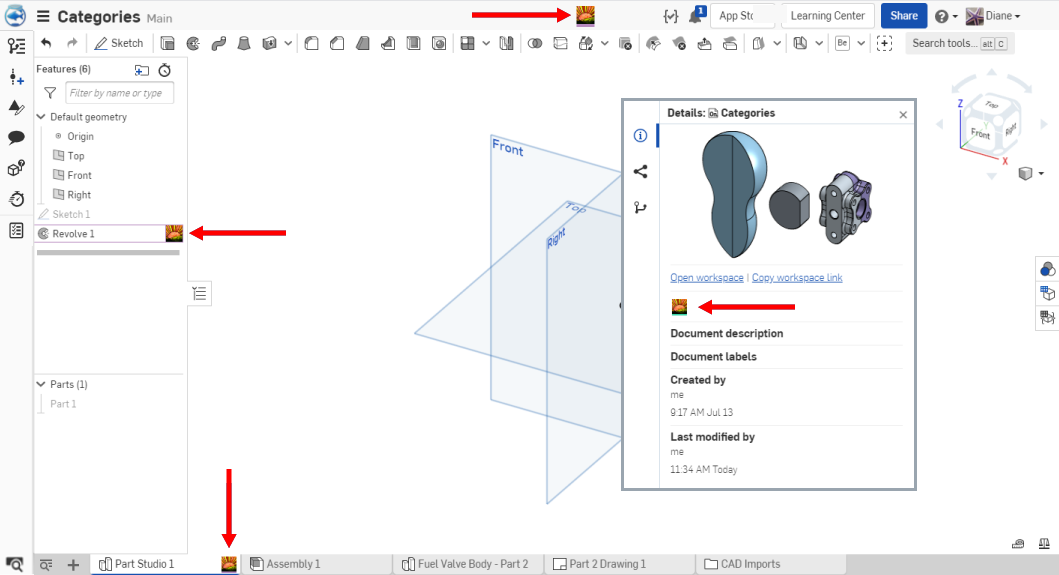 Categories Main
1
App Sto
Learning Center
Share
Diane
Sketch
Be
Search tools... alt C
Features (6)
Filter by name or type
Default geometry
Origin
Top
Front
Right
Sketch 1
Revolve 1
Parts (1)
Part 1
Front
Top
Right
Details: Categories
Open workspace | Copy workspace link
Document description
Document labels
Created by
me
9:17 AM Jul 13
Last modified by
me
11:34 AM Today
Z
Top
Y
Front
Right
X
Part Studio 1
Assembly 1
Fuel Valve Body - Part 2
Part 2 Drawing 1
CAD Imports